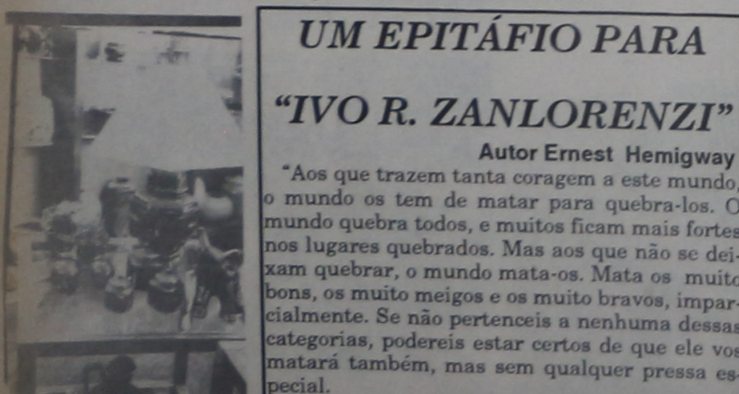 UM EPITÁFIO PARA
“IVO R. ZANLORENZI”
Autor Ernest Hemigway
“Aos que trazem tanta coragem a este mundo,
o mundo os tem de matar para quebra-los. O
mundo quebra todos, e muitos ficam mais fortes
nos lugares quebrados. Mas aos que não se dei-
xam quebrar, o mundo mata-os. Mata os muito
bons, os muito meigos e os muito bravos, impar-
cialmente. Se não pertenceis a nenhuma dessas
categorias, podereis estar certos de que ele vos
matará também, mas sem qualquer pressa es-
pecial.